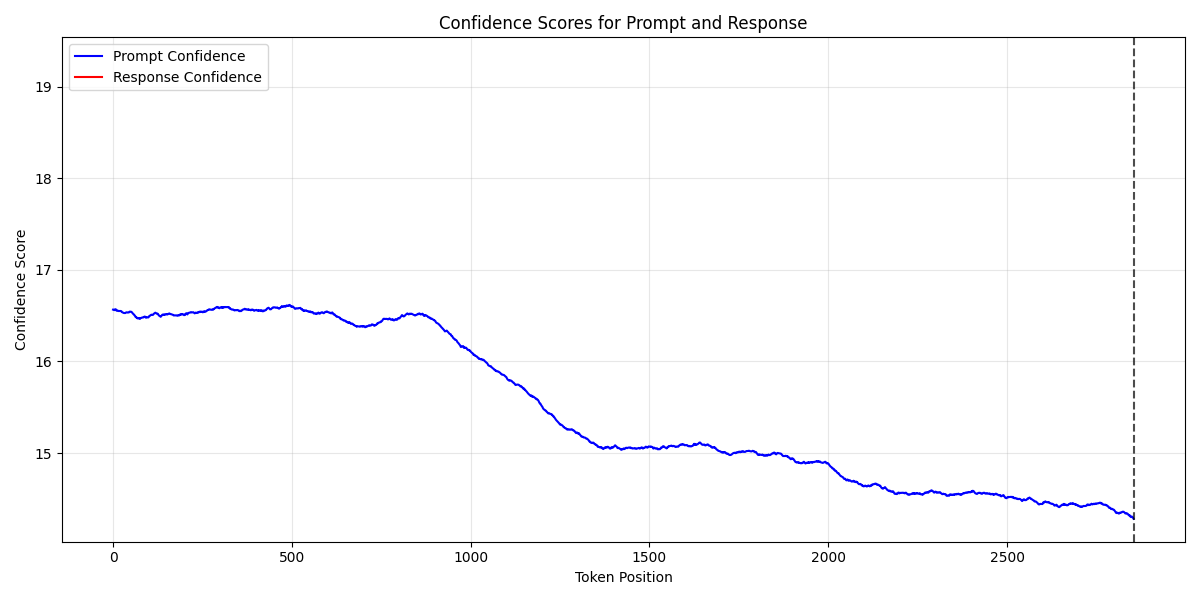 Confidence Scores for Prompt and Response
Prompt Confidence
Response Confidence
Confidence Score
19
18
17
16
15
0
500
1000
1500
2000
2500
Token Position